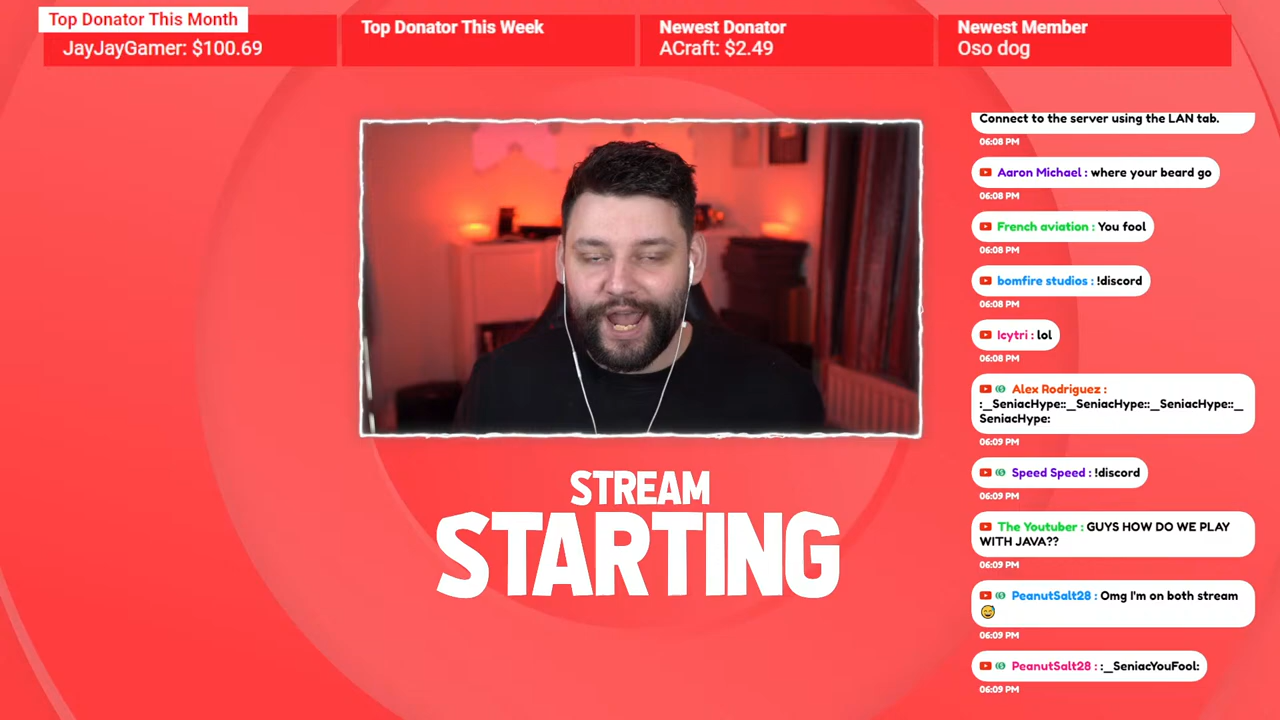 Top Donator This Month
JayJayGamer: $100.69
Top Donator This Week
Newest Donator
ACraft: $2.49
Newest Member
Oso dog
STREAM
STARTING
Connect to the server using the LAN tab.
06:08 PM
Aaron Michael : where your beard go
06:08 PM
French aviation : You fool
06:08 PM
bomfire studios : !discord
06:08 PM
Icytri : lol
06:08 PM
Alex Rodriguez :
:_SeniacHype::_SeniacHype::_SeniacHype::_
SeniacHype:
06:09 PM
Speed Speed : !discord
06:09 PM
The Youtuber : GUYS HOW DO WE PLAY
WITH JAVA??
06:09 PM
PeanutSalt28 : Omg I'm on both stream
06:09 PM
PeanutSalt28 : :_SeniacYouFool:
06:09 PM